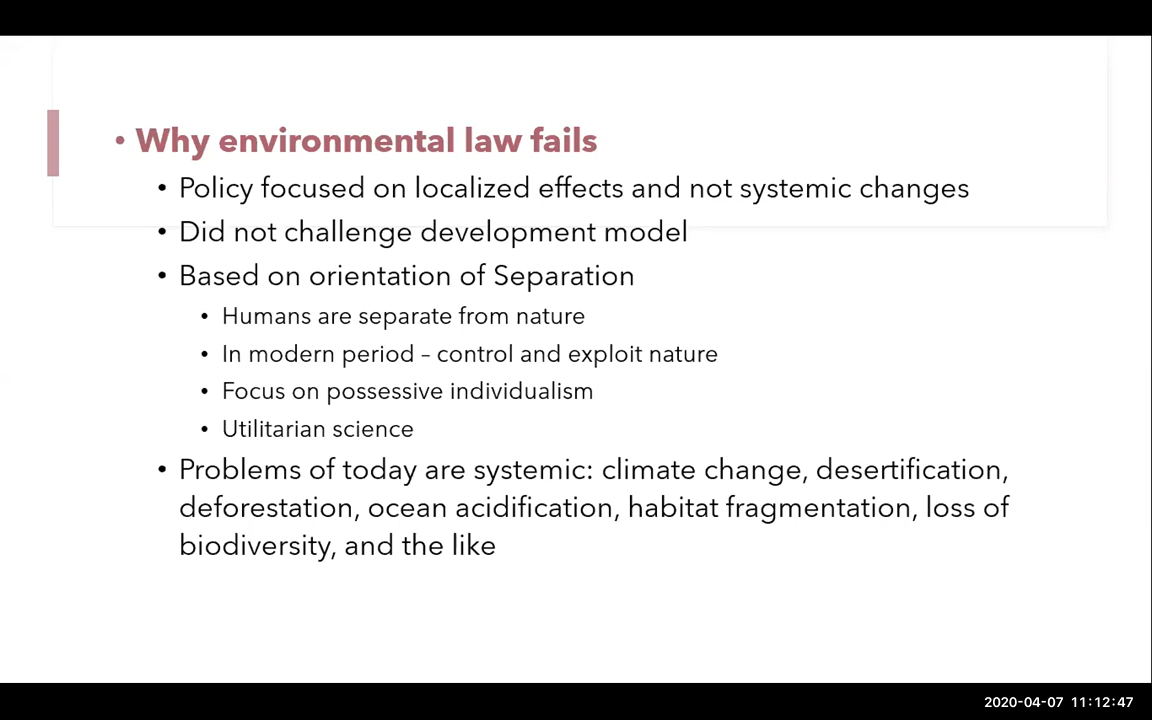 • Why environmental law fails
• Policy focused on localized effects and not systemic changes
• Did not challenge development model
• Based on orientation of Separation
• Humans are separate from nature
• In modern period – control and exploit nature
• Focus on possessive individualism
• Utilitarian science
• Problems of today are systemic: climate change, desertification,
deforestation, ocean acidification, habitat fragmentation, loss of
biodiversity, and the like
2020-04-07 11:12:47